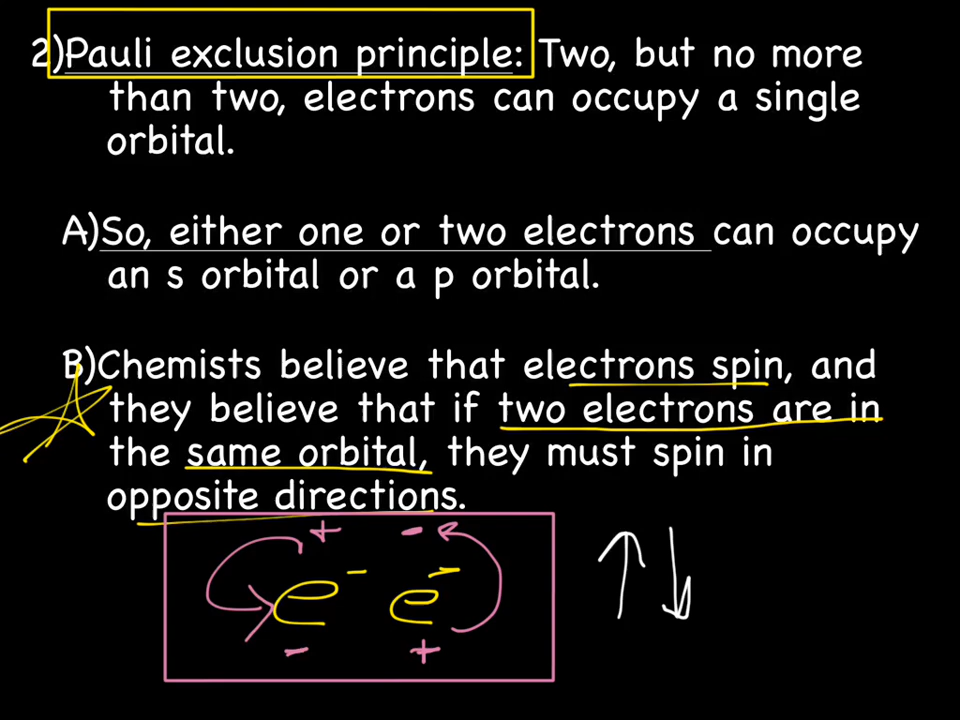 2)Pauli exclusion principle: Two, but no more
than two, electrons can occupy a single
orbital.
A)So, either one or two electrons can occupy
an s orbital or a p orbital.
B)Chemists believe that electrons spin, and
they believe that if two electrons are in
the same orbital, they must spin in
opposite directions.
+ -
e⁻ e⁻
- +
↑↓